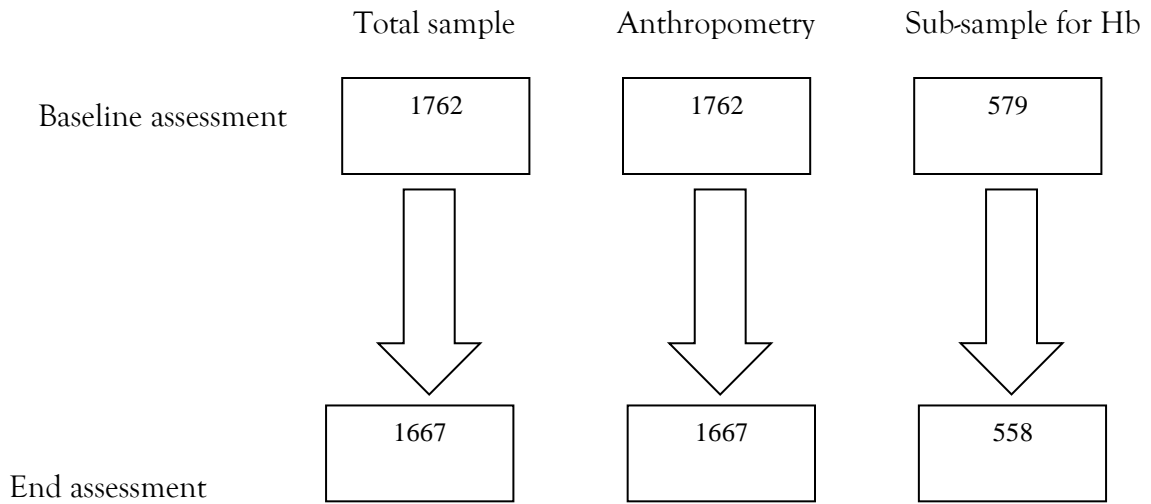 Total sample Anthropometry Sub-sample for Hb
Baseline assessment 1762 1762 579
1667 1667 558
End assessment